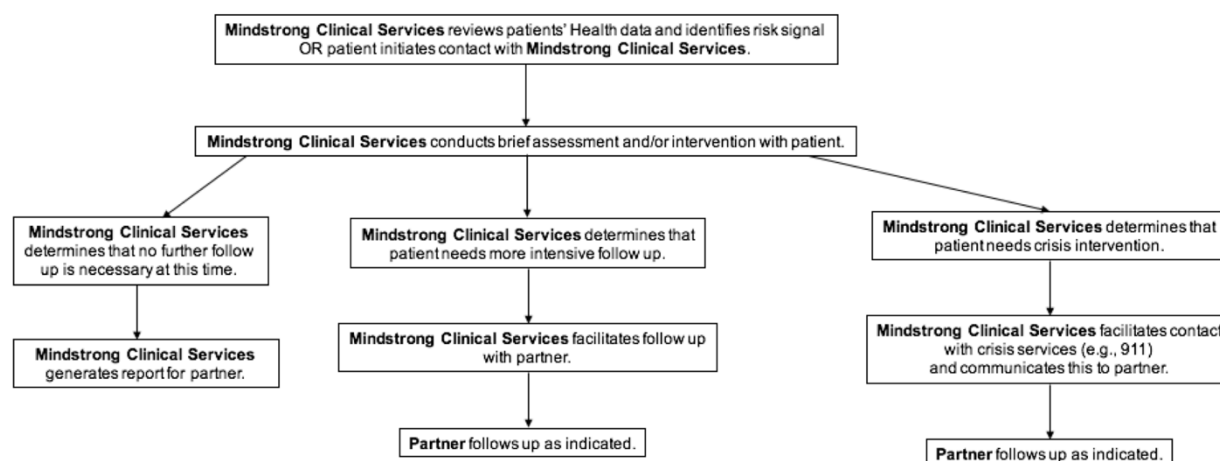 Mindstrong Clinical Services reviews patients' Health data and identifies risk signal
OR patient initiates contact with Mindstrong Clinical Services.
Mindstrong Clinical Services conducts brief assessment and/or intervention with patient.
Mindstrong Clinical Services
determines that no further follow
up is necessary at this time.
Mindstrong Clinical Services
generates report for partner.
Mindstrong Clinical Services determines that
patient needs more intensive follow up.
Mindstrong Clinical Services facilitates follow up
with partner.
Partner follows up as indicated.
Mindstrong Clinical Services determines that
patient needs crisis intervention.
Mindstrong Clinical Services facilitates contact
with crisis services (e.g., 911)
and communicates this to partner.
Partner follows up as indicated.